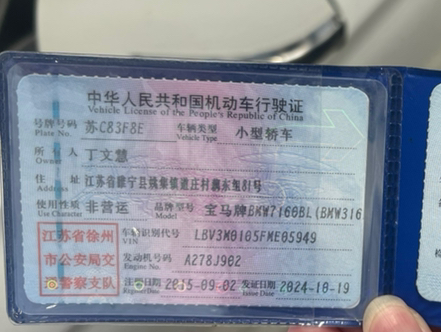 中华人民共和国机动车行驶证
Vehicle License of the People's Republic of China
号牌号码 苏C83F8E 车辆类型 小型轿车
Plate No. Vehicle Type
所有人 丁文慧
Owner
住址 江苏省睢宁县姚集镇道庄村魏东组81号
Address
使用性质 非营运 品牌型号 宝马牌BMW7160BL(BMW316
Use Character Model
江苏省徐州 车辆识别代号 LBV3M0105FME05949
VIN
市公安局交 发动机号码 A278J902
Engine No.
通警察支队 注册日期 2015-09-02 发证日期 2024-10-19
Issue Date